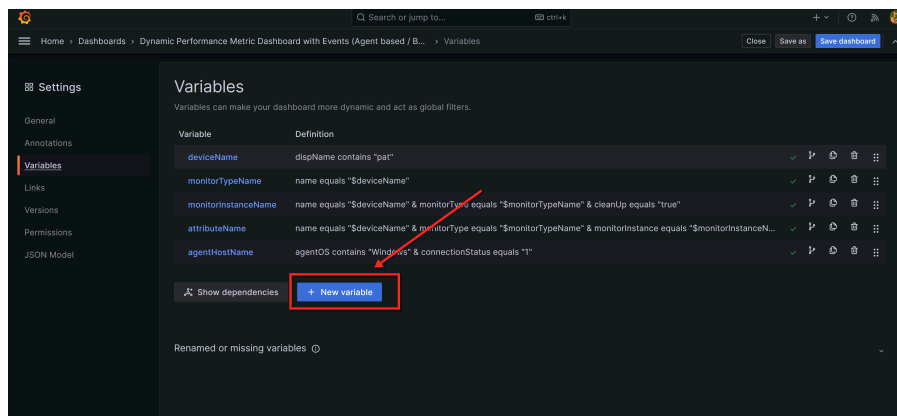 Search or jump to...
ctrl+k
Home › Dashboards › Dynamic Performance Metric Dashboard with Events (Agent based / B... › Variables
Close
Save as
Save dashboard
Settings
General
Annotations
Variables
Links
Versions
Permissions
JSON Model
Variables
Variables can make your dashboard more dynamic and act as global filters.
Variable Definition
deviceName dispName contains "pat"
monitorTypeName name equals "$deviceName"
monitorInstanceName name equals "$deviceName" & monitorType equals "$monitorTypeName" & cleanUp equals "true"
attributeName name equals "$deviceName" & monitorType equals "$monitorTypeName" & monitorInstance equals "$monitorInstanceN...
agentHostName agentOS contains "Windows" & connectionStatus equals "1"
Show dependencies
+ New variable
Renamed or missing variables